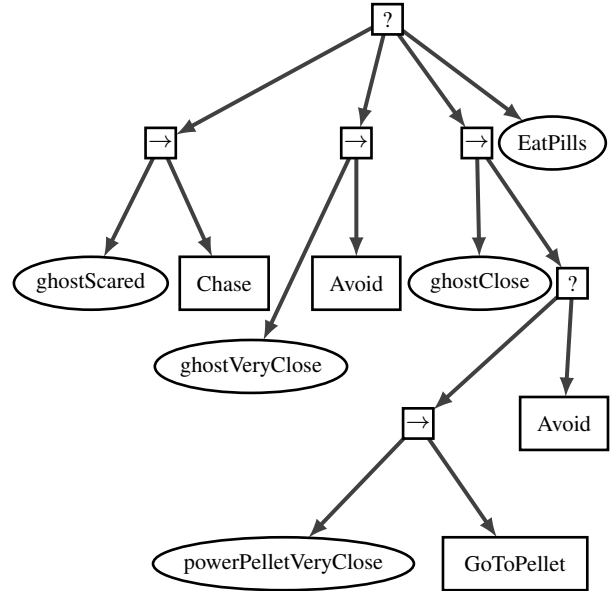 ?
→
→
→
EatPills
ghostScared
Chase
Avoid
ghostClose
?
ghostVeryClose
→
Avoid
powerPelletVeryClose
GoToPellet